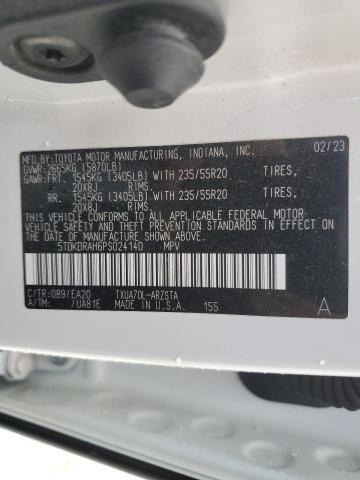 MFD.BY:TOYOTA MOTOR MANUFACTURING, INDIANA, INC. 02/23
GVWR:2665KG (5870LB)
GAWR:FRT. 1545KG (3405LB) WITH 235/55R20 TIRES,
20X8J RIMS.
RR. 1545KG (3405LB) WITH 235/55R20 TIRES,
20X8J RIMS.
THIS VEHICLE CONFORMS TO ALL APPLICABLE FEDERAL MOTOR
VEHICLE SAFETY AND THEFT PREVENTION STANDARDS IN
EFFECT ON THE DATE OF MANUFACTURE SHOWN ABOVE.
5TDKDRAH6PS024140 MPV
C/TR:089/EA20 TXUA70L-ARZSTA
A/TM: /UA81E MADE IN U.S.A. 155 A